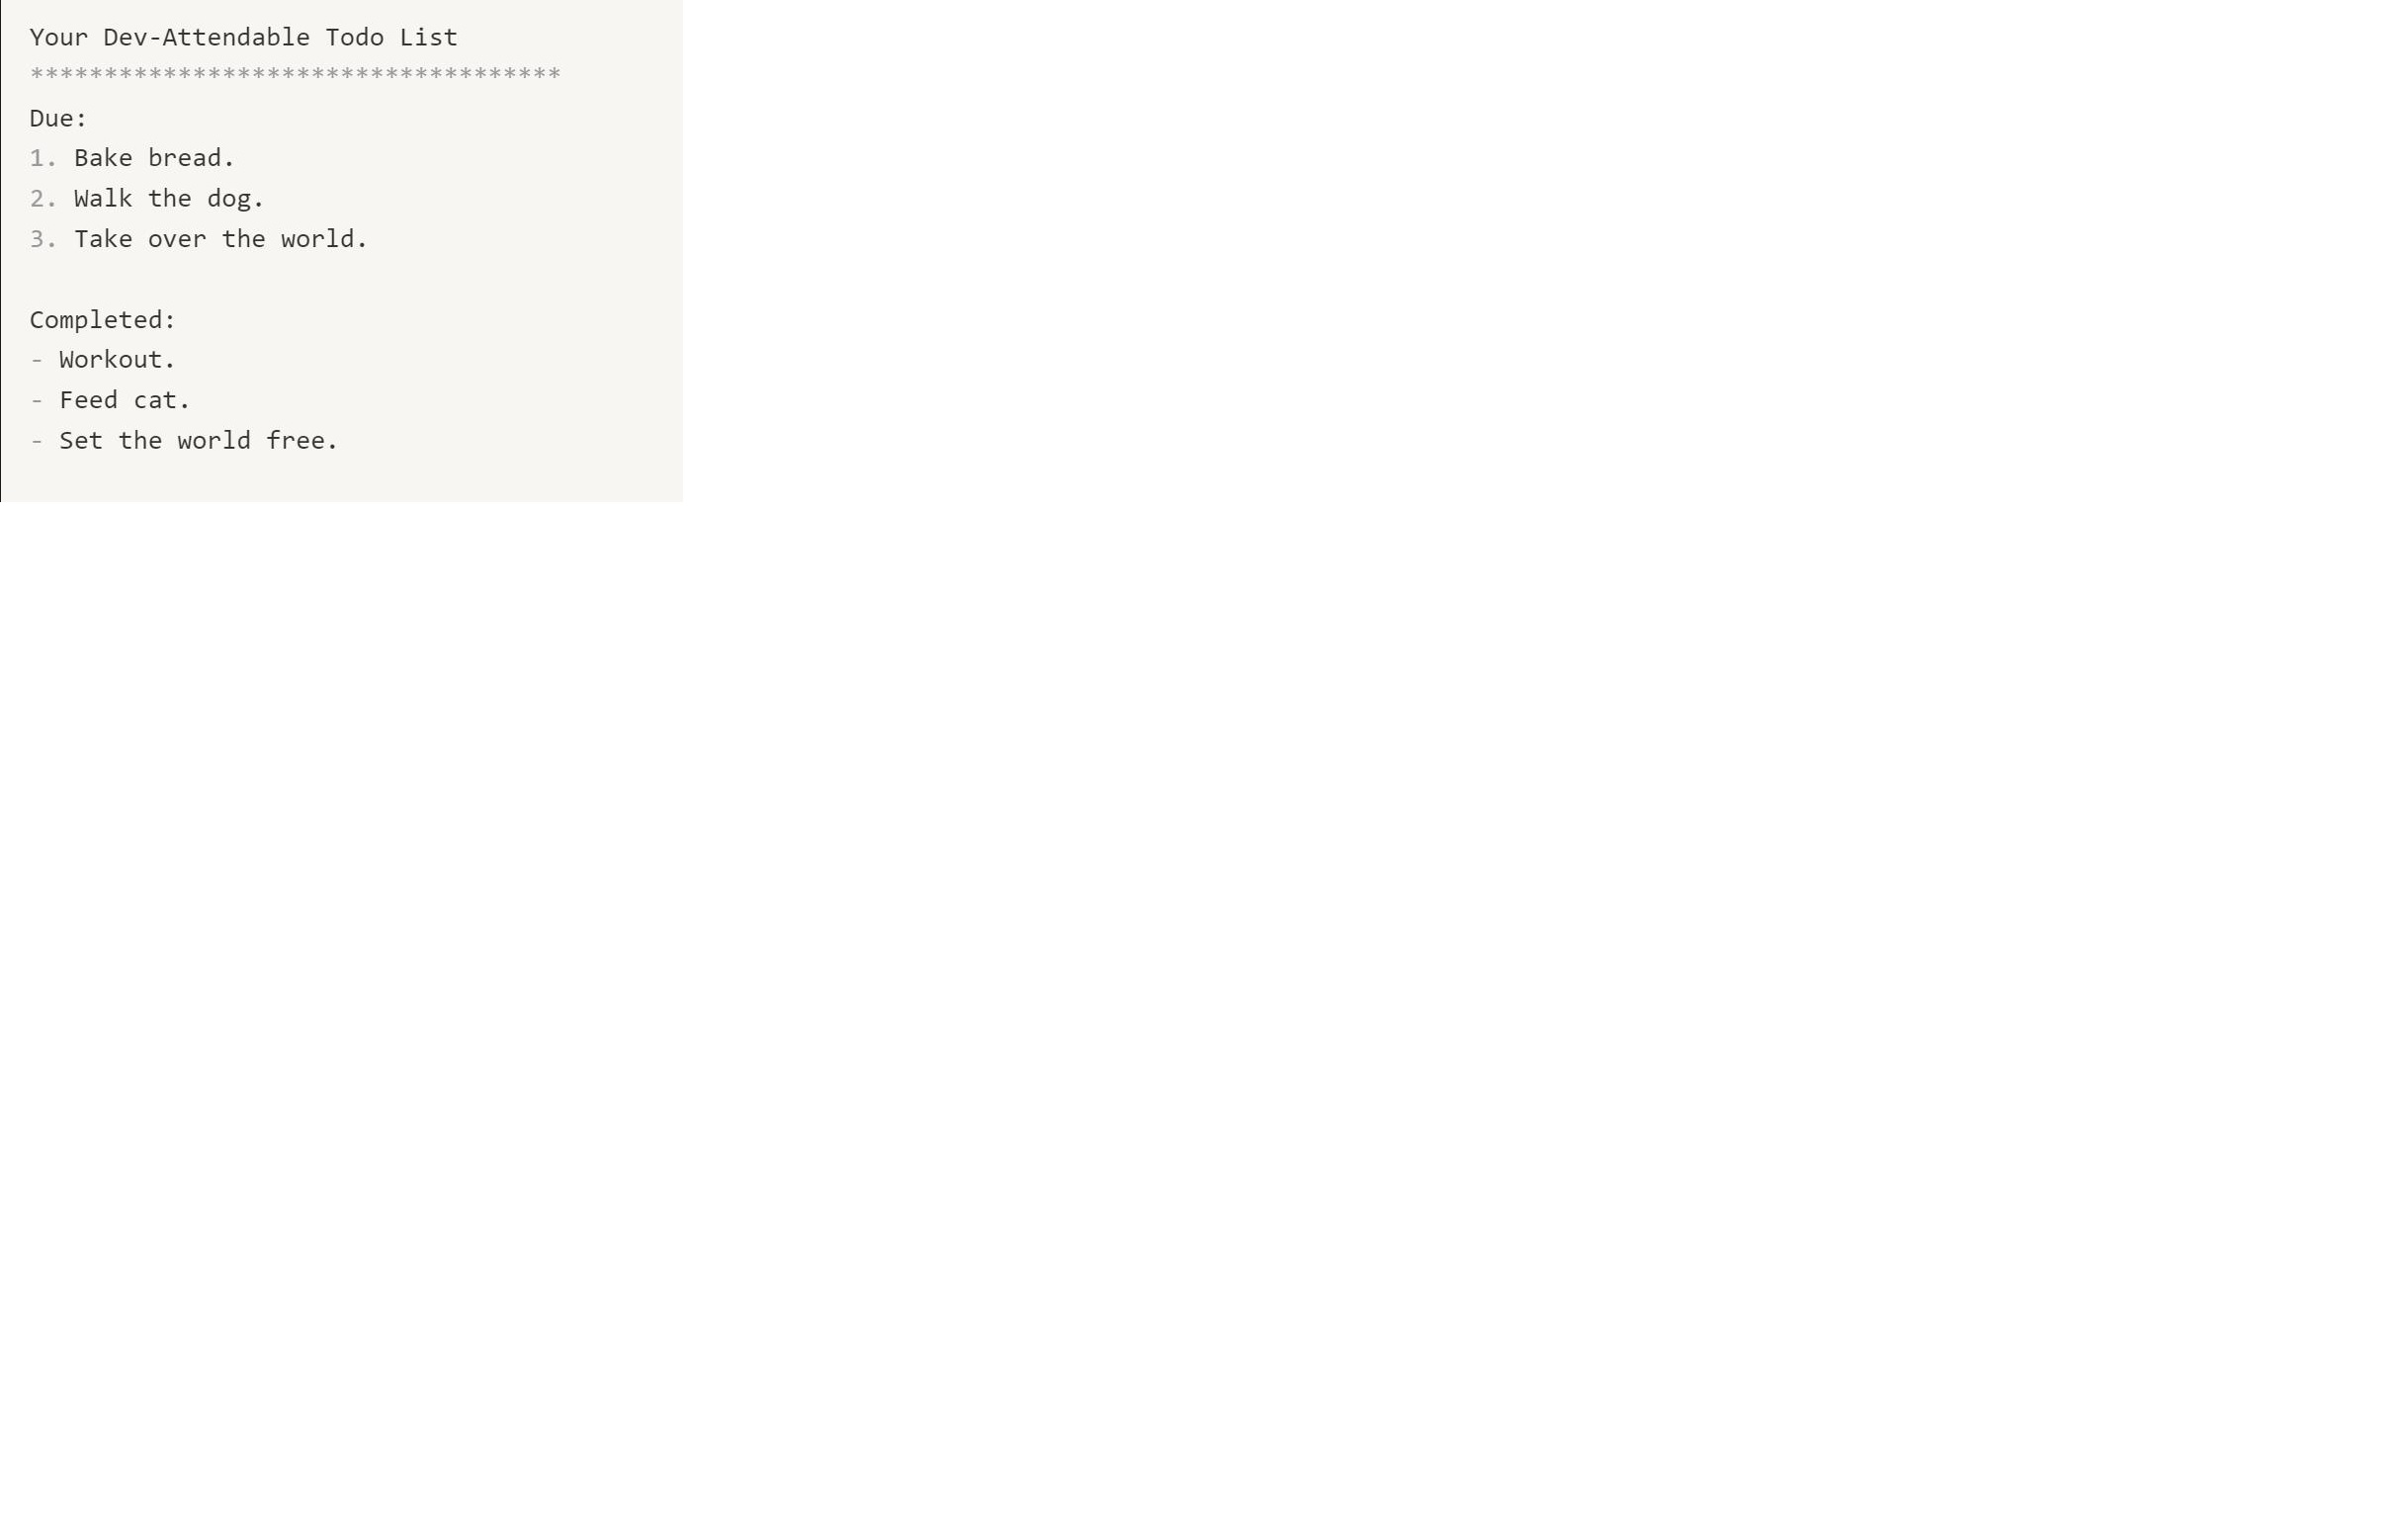 Your Dev-Attendable Todo List
************************************
Due:
1. Bake bread.
2. Walk the dog.
3. Take over the world.

Completed:
- Workout.
- Feed cat.
- Set the world free.